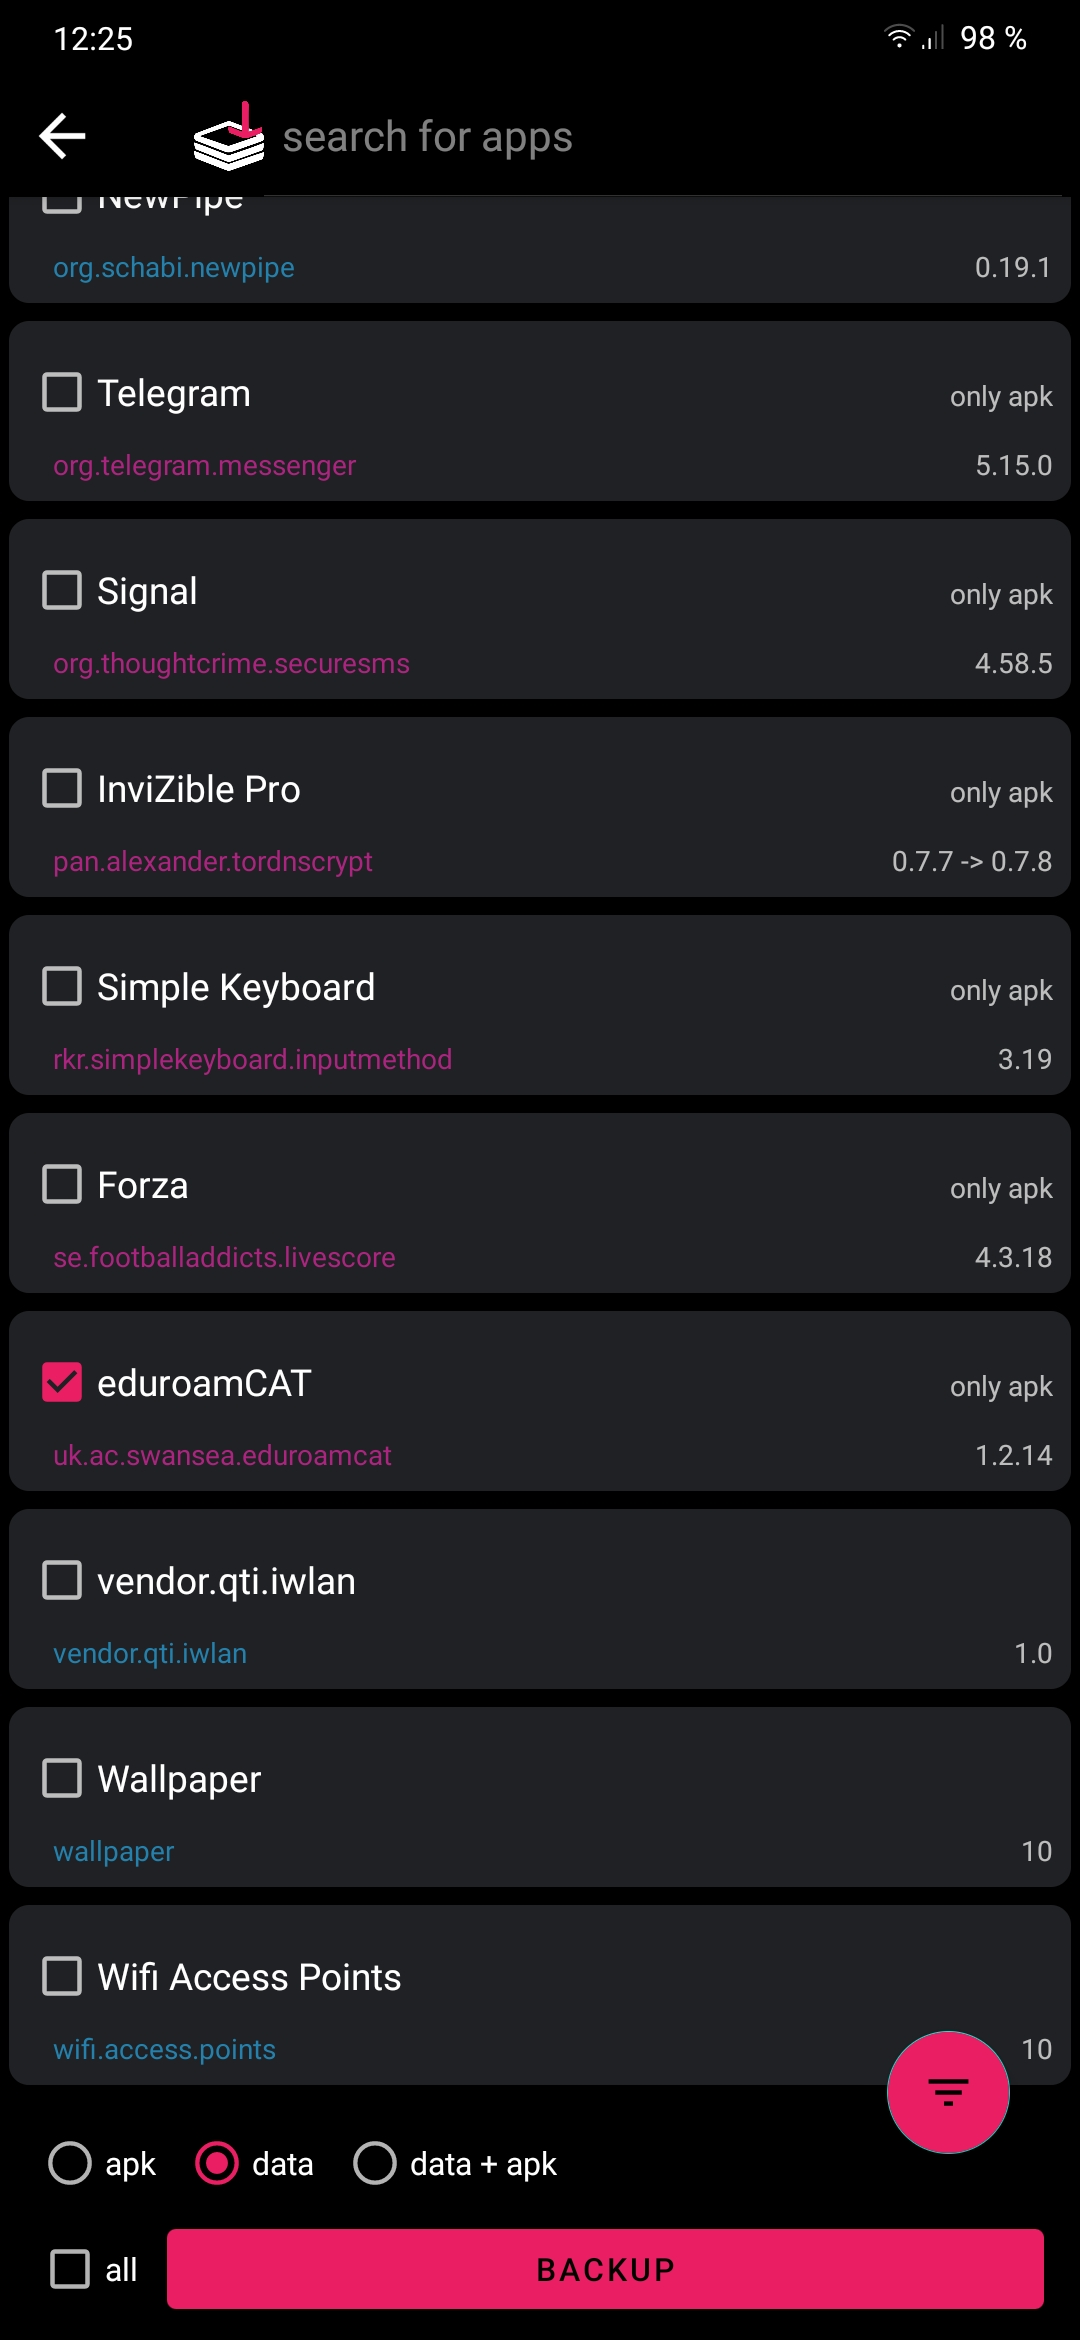 12:25 98 %
search for apps
NewPipe
org.schabi.newpipe 0.19.1
Telegram only apk
org.telegram.messenger 5.15.0
Signal only apk
org.thoughtcrime.securesms 4.58.5
InviZible Pro only apk
pan.alexander.tordnscrypt 0.7.7 -> 0.7.8
Simple Keyboard only apk
rkr.simplekeyboard.inputmethod 3.19
Forza only apk
se.footballaddicts.livescore 4.3.18
eduroamCAT only apk
uk.ac.swansea.eduroamcat 1.2.14
vendor.qti.iwlan
vendor.qti.iwlan 1.0
Wallpaper
wallpaper 10
Wifi Access Points
wifi.access.points 10
apk data data + apk
all BACKUP